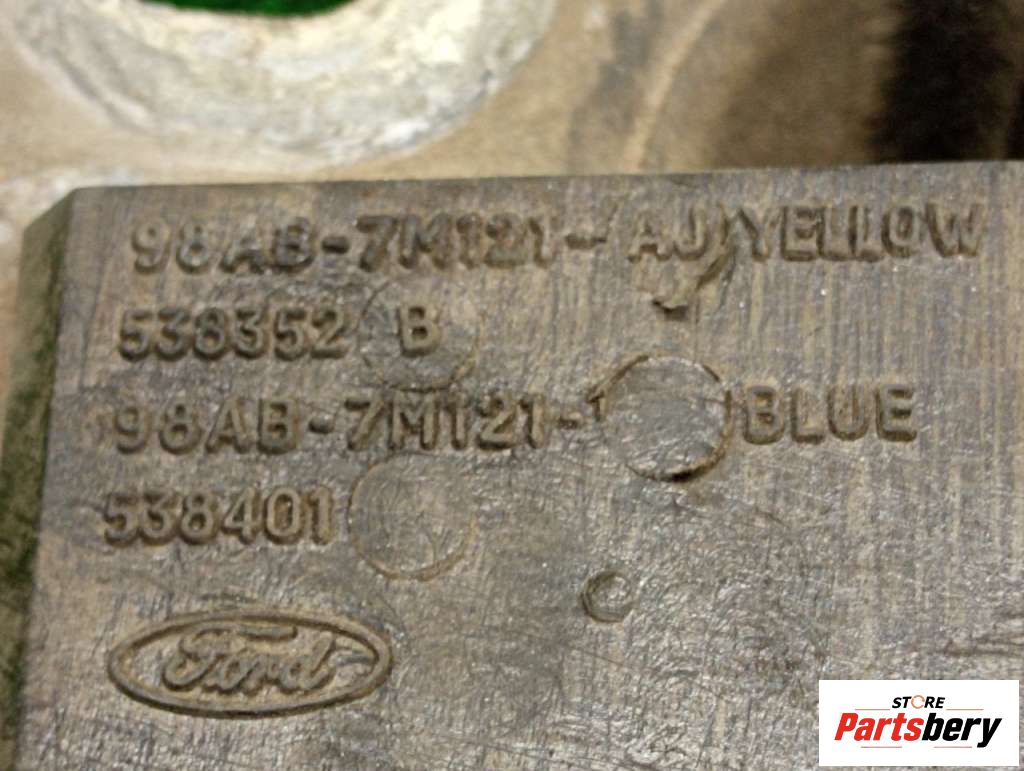 98AB-7M121- AJ YELLOW
538352 B
98AB-7M121- BLUE
538401
Ford
STORE
Partsbery